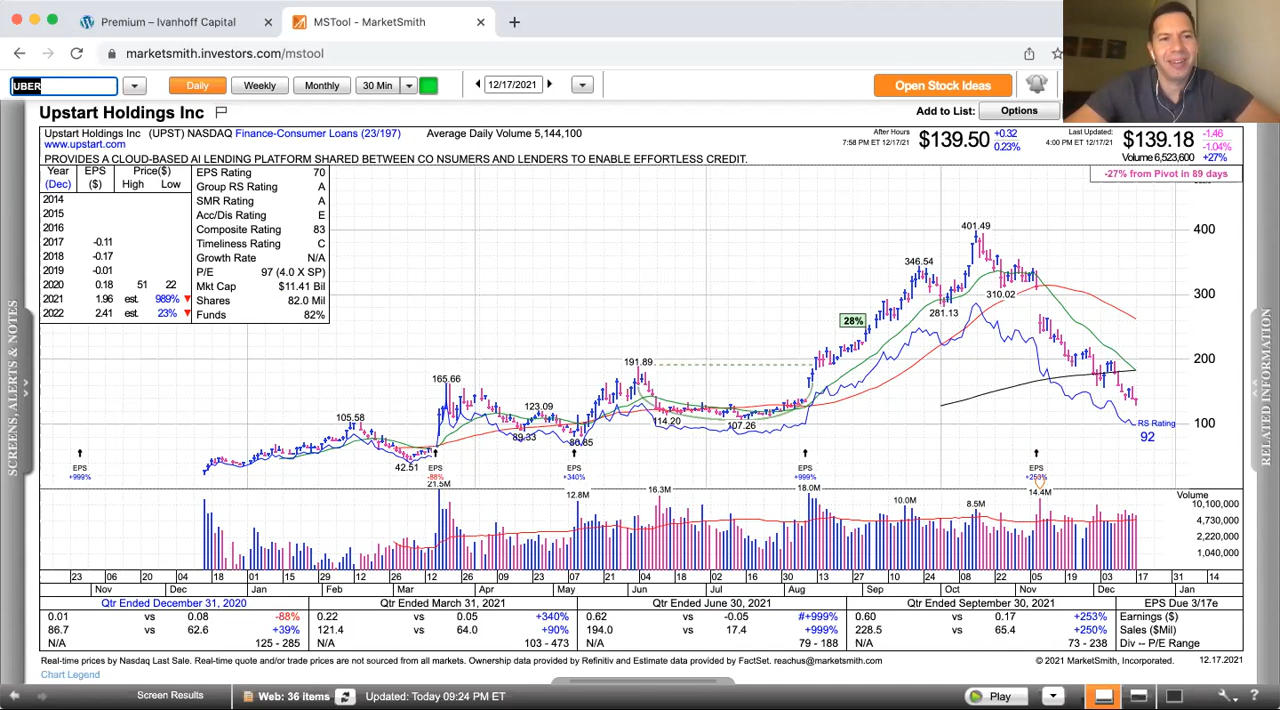 Premium – Ivanhoff Capital
MSTool - MarketSmith
marketsmith.investors.com/mstool
UBER
Daily
Weekly
Monthly
30 Min
12/17/2021
Open Stock Ideas
Upstart Holdings Inc
Add to List:
Options
Upstart Holdings Inc (UPST) NASDAQ Finance-Consumer Loans (23/197) Average Daily Volume 5,144,100
www.upstart.com
PROVIDES A CLOUD-BASED AI LENDING PLATFORM SHARED BETWEEN CO NSUMERS AND LENDERS TO ENABLE EFFORTLESS CREDIT.
After Hours
7:58 PM ET 12/17/21
$139.50
+0.32
0.23%
Last Updated:
4:00 PM ET 12/17/21
$139.18
-1.46
-1.04%
Volume 6,523,600 +27%
-27% from Pivot in 89 days
Year EPS Price($)
(Dec) ($) High Low
2014
2015
2016
2017 -0.11
2018 -0.17
2019 -0.01
2020 0.18 51 22
2021 1.96 est. 989%
2022 2.41 est. 23%
EPS Rating 70
Group RS Rating A
SMR Rating A
Acc/Dis Rating E
Composite Rating 83
Timeliness Rating C
Growth Rate N/A
P/E 97 (4.0 X SP)
Mkt Cap $11.41 Bil
Shares 82.0 Mil
Funds 82%
401.49
346.54
310.02
281.13
28%
191.89
165.66
123.09
105.58
114.20
107.26
89.33
80.85
42.51
400
300
200
100
RS Rating
92
EPS +999%
EPS -88%
EPS +340%
EPS +999%
EPS +253%
21.5M
12.8M
16.3M
18.0M
10.0M
8.5M
14.4M
Volume
10,100,000
4,730,000
2,220,000
1,040,000
23 06 20 04 18 01 15 29 12 26 12 26 09 23 07 21 04 18 02 16 02 13 27 10 24 08 22 05 19 03 17 31 14
Nov Dec Jan Feb Mar Apr May Jun Jul Aug Sep Oct Nov Dec Jan
Qtr Ended December 31, 2020
Qtr Ended March 31, 2021
Qtr Ended June 30, 2021
Qtr Ended September 30, 2021
EPS Due 3/17e
0.01 vs 0.08 -88% 0.22 vs 0.05 +340% 0.62 vs -0.05 #+999% 0.60 vs 0.17 +253% Earnings ($)
86.7 vs 62.6 +39% 121.4 vs 64.0 +90% 194.0 vs 17.4 +999% 228.5 vs 65.4 +250% Sales ($Mil)
N/A 125 - 285 N/A 103 - 473 N/A 79 - 188 N/A 73 - 238 Div -- P/E Range
Real-time prices by Nasdaq Last Sale. Real-time quote and/or trade prices are not sourced from all markets. Ownership data provided by Refinitiv and Estimate data provided by FactSet. reachus@marketsmith.com
© 2021 MarketSmith, Incorporated.
12.17.2021
Chart Legend
SCREENS, ALERTS & NOTES
RELATED INFORMATION
Screen Results
Web: 36 items
Updated: Today 09:24 PM ET
Play